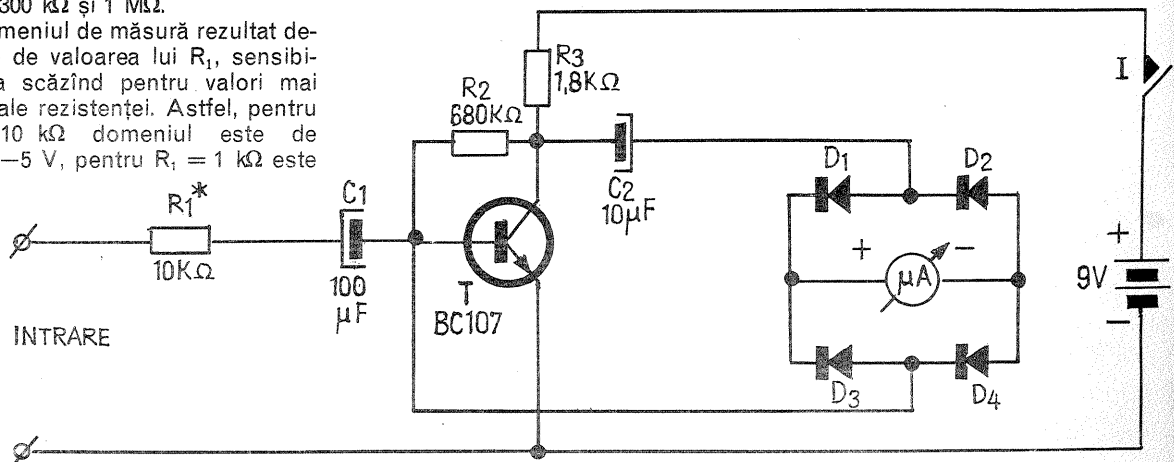 300 kΩ și 1 MΩ.
meniul de măsură rezultat de-
de valoarea lui R₁, sensibi-
a scăzînd pentru valori mai
ale rezistenței. Astfel, pentru
10 kΩ domeniul este de
—5 V, pentru R₁ = 1 kΩ este
R3
1,8KΩ
I
R2
680KΩ
D1
D2
R1*
C1
C2
10µF
+
+
-
µA
9V
10KΩ
100
µF
T
BC107
-
INTRARE
D3
D4